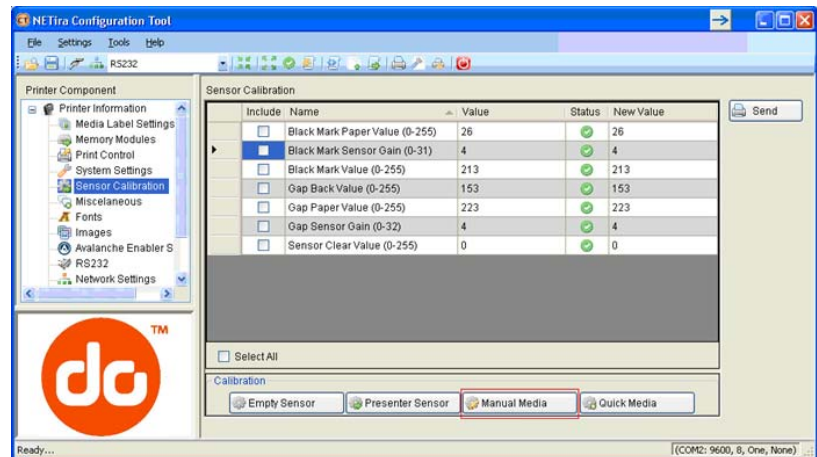 NETira Configuration Tool
File Settings Tools Help
RS232
Printer Component
Printer Information
Media Label Settings
Memory Modules
Print Control
System Settings
Sensor Calibration
Miscelaneous
Fonts
Images
Avalanche Enabler S
RS232
Network Settings
TM
do
Sensor Calibration
Include Name Value Status New Value
Black Mark Paper Value (0-255) 26 26
Black Mark Sensor Gain (0-31) 4 4
Black Mark Value (0-255) 213 213
Gap Back Value (0-255) 153 153
Gap Paper Value (0-255) 223 223
Gap Sensor Gain (0-32) 4 4
Sensor Clear Value (0-255) 0 0
Select All
Calibration
Empty Sensor Presenter Sensor Manual Media Quick Media
Send
Ready... (COM2: 9600, 8, One, None)